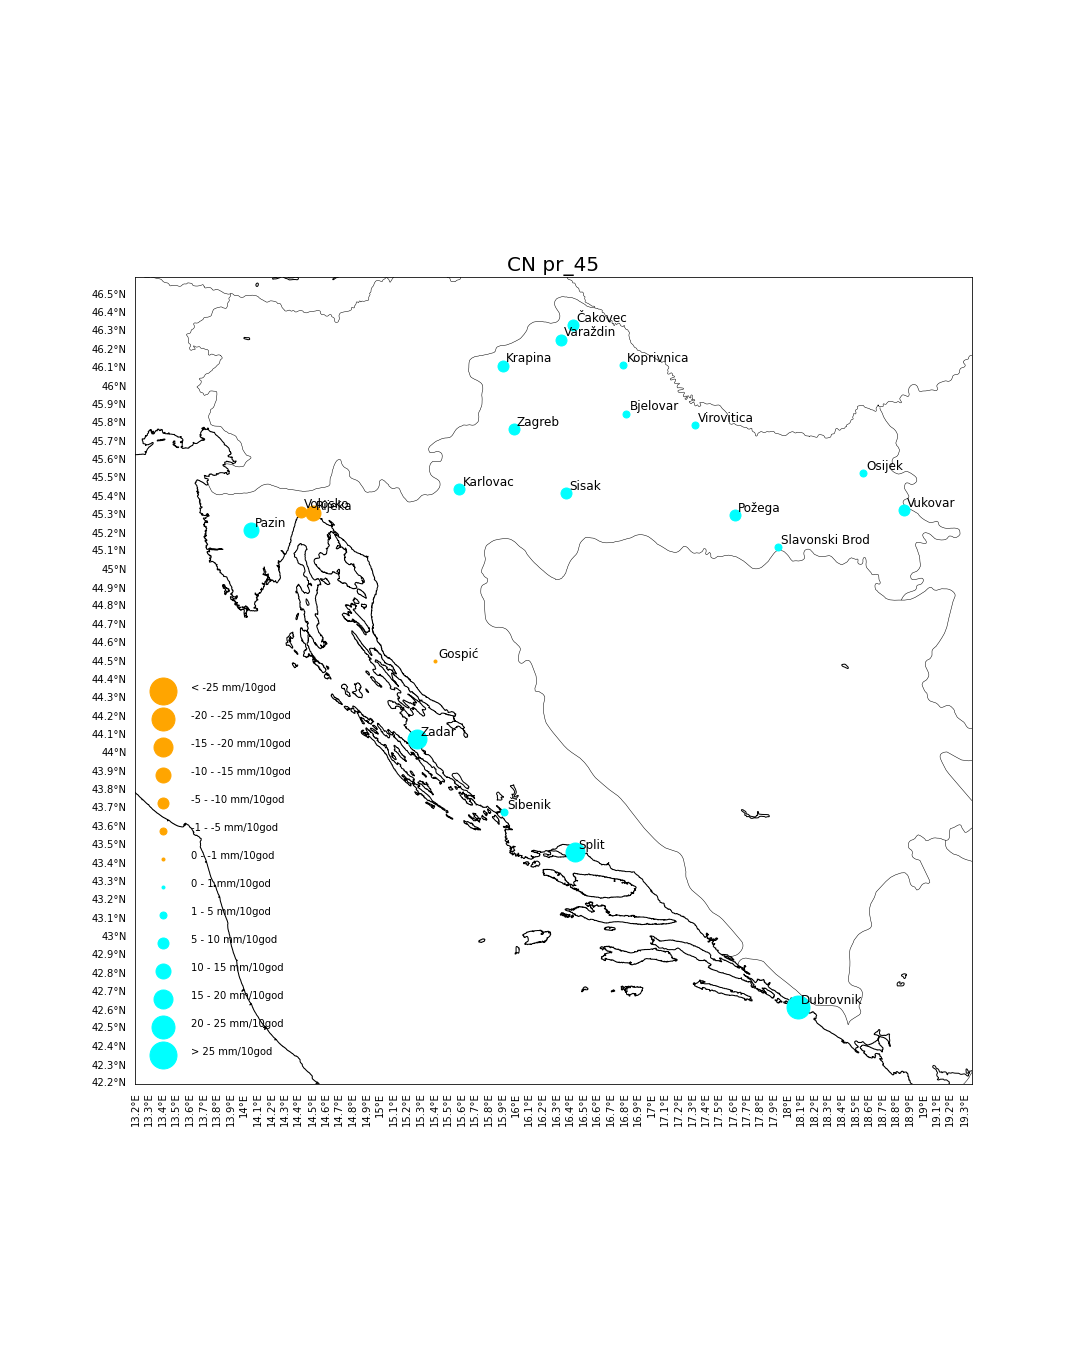 CN pr_45
46.5°N
46.4°N
46.3°N
46.2°N
46.1°N
46°N
45.9°N
45.8°N
45.7°N
45.6°N
45.5°N
45.4°N
45.3°N
45.2°N
45.1°N
45°N
44.9°N
44.8°N
44.7°N
44.6°N
44.5°N
44.4°N
44.3°N
44.2°N
44.1°N
44°N
43.9°N
43.8°N
43.7°N
43.6°N
43.5°N
43.4°N
43.3°N
43.2°N
43.1°N
43°N
42.9°N
42.8°N
42.7°N
42.6°N
42.5°N
42.4°N
42.3°N
42.2°N
Čakovec
Varaždin
Krapina
Koprivnica
Bjelovar
Virovitica
Zagreb
Osijek
Karlovac
Sisak
Volosko
Rijeka
Vukovar
Požega
Pazin
Slavonski Brod
Gospić
Zadar
Šibenik
Split
Dubrovnik
< -25 mm/10god
-20 - -25 mm/10god
-15 - -20 mm/10god
-10 - -15 mm/10god
-5 - -10 mm/10god
-1 - -5 mm/10god
0 - -1 mm/10god
0 - 1 mm/10god
1 - 5 mm/10god
5 - 10 mm/10god
10 - 15 mm/10god
15 - 20 mm/10god
20 - 25 mm/10god
> 25 mm/10god
13.2°E
13.3°E
13.4°E
13.5°E
13.6°E
13.7°E
13.8°E
13.9°E
14°E
14.1°E
14.2°E
14.3°E
14.4°E
14.5°E
14.6°E
14.7°E
14.8°E
14.9°E
15°E
15.1°E
15.2°E
15.3°E
15.4°E
15.5°E
15.6°E
15.7°E
15.8°E
15.9°E
16°E
16.1°E
16.2°E
16.3°E
16.4°E
16.5°E
16.6°E
16.7°E
16.8°E
16.9°E
17°E
17.1°E
17.2°E
17.3°E
17.4°E
17.5°E
17.6°E
17.7°E
17.8°E
17.9°E
18°E
18.1°E
18.2°E
18.3°E
18.4°E
18.5°E
18.6°E
18.7°E
18.8°E
18.9°E
19°E
19.1°E
19.2°E
19.3°E